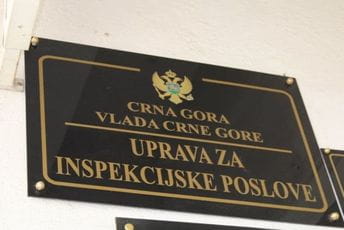 CRNA GORA
VLADA CRNE GORE
UPRAVA ZA
INSPEKCIJSKE POSLOVE